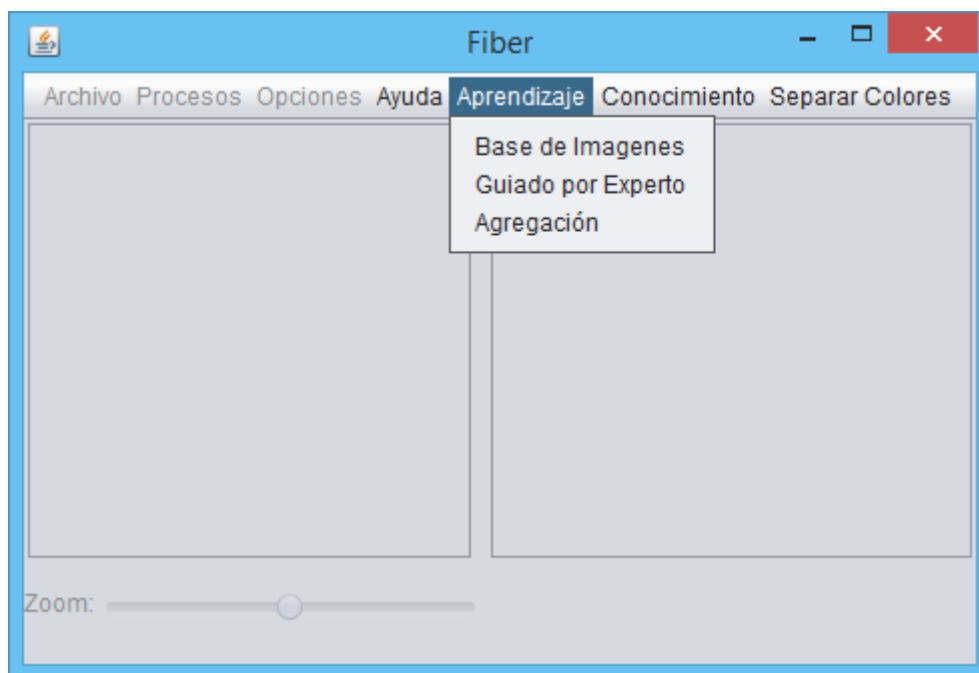 Fiber
Archivo Procesos Opciones Ayuda Aprendizaje Conocimiento Separar Colores
Base de Imagenes
Guiado por Experto
Agregación
Zoom: